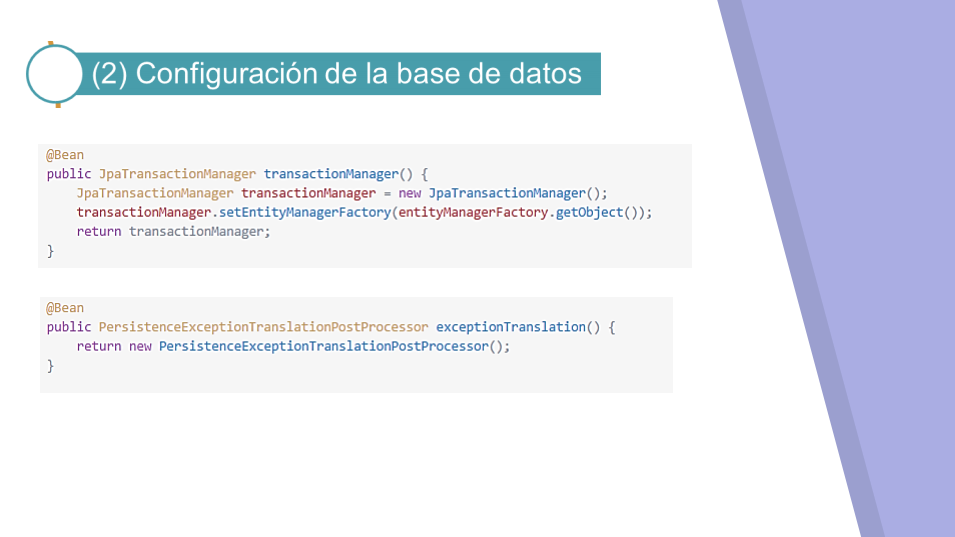 (2) Configuración de la base de datos
@Bean
public JpaTransactionManager transactionManager() {
    JpaTransactionManager transactionManager = new JpaTransactionManager();
    transactionManager.setEntityManagerFactory(entityManagerFactory.getObject());
    return transactionManager;
}
@Bean
public PersistenceExceptionTranslationPostProcessor exceptionTranslation() {
    return new PersistenceExceptionTranslationPostProcessor();
}